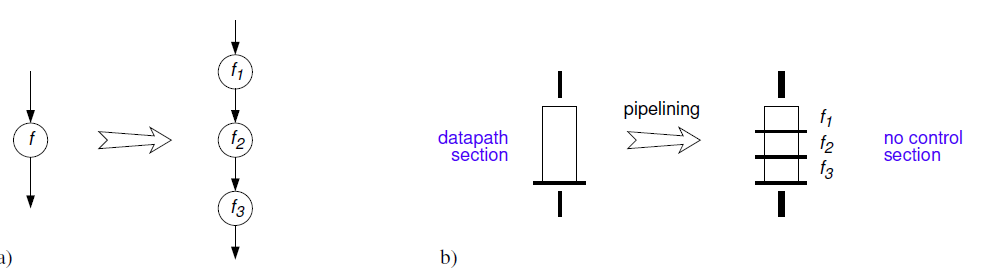 f
f1
f2
f3
a)
datapath
section
pipelining
f1
f2
f3
no control
section
b)